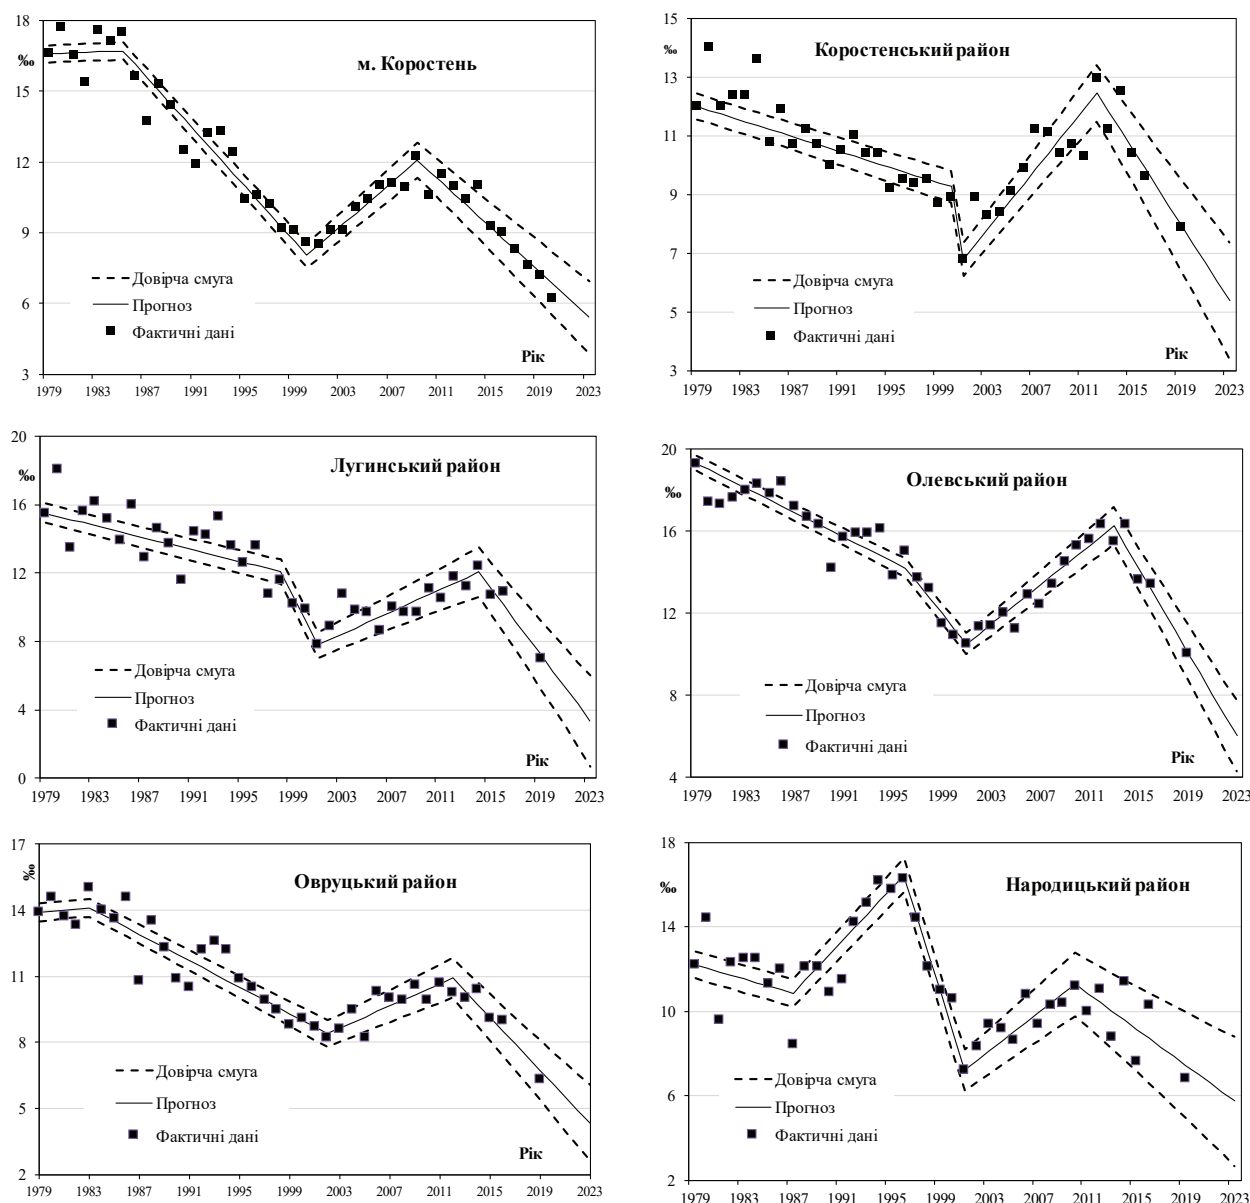 м. Коростень
‰
18
15
12
9
6
3
Довірча смуга
Прогноз
Фактичні дані
Рік
1979 1983 1987 1991 1995 1999 2003 2007 2011 2015 2019 2023
Коростенський район
‰
15
13
11
9
7
5
3
Довірча смуга
Прогноз
Фактичні дані
Рік
1979 1983 1987 1991 1995 1999 2003 2007 2011 2015 2019 2023
Лугинський район
‰
20
16
12
8
4
0
Довірча смуга
Прогноз
Фактичні дані
Рік
1979 1983 1987 1991 1995 1999 2003 2007 2011 2015 2019 2023
Олевський район
‰
20
16
12
8
4
Довірча смуга
Прогноз
Фактичні дані
Рік
1979 1983 1987 1991 1995 1999 2003 2007 2011 2015 2019 2023
Овруцький район
‰
17
14
11
8
5
2
Довірча смуга
Прогноз
Фактичні дані
Рік
1979 1983 1987 1991 1995 1999 2003 2007 2011 2015 2019 2023
Народицький район
‰
18
14
10
6
2
Довірча смуга
Прогноз
Фактичні дані
Рік
1979 1983 1987 1991 1995 1999 2003 2007 2011 2015 2019 2023